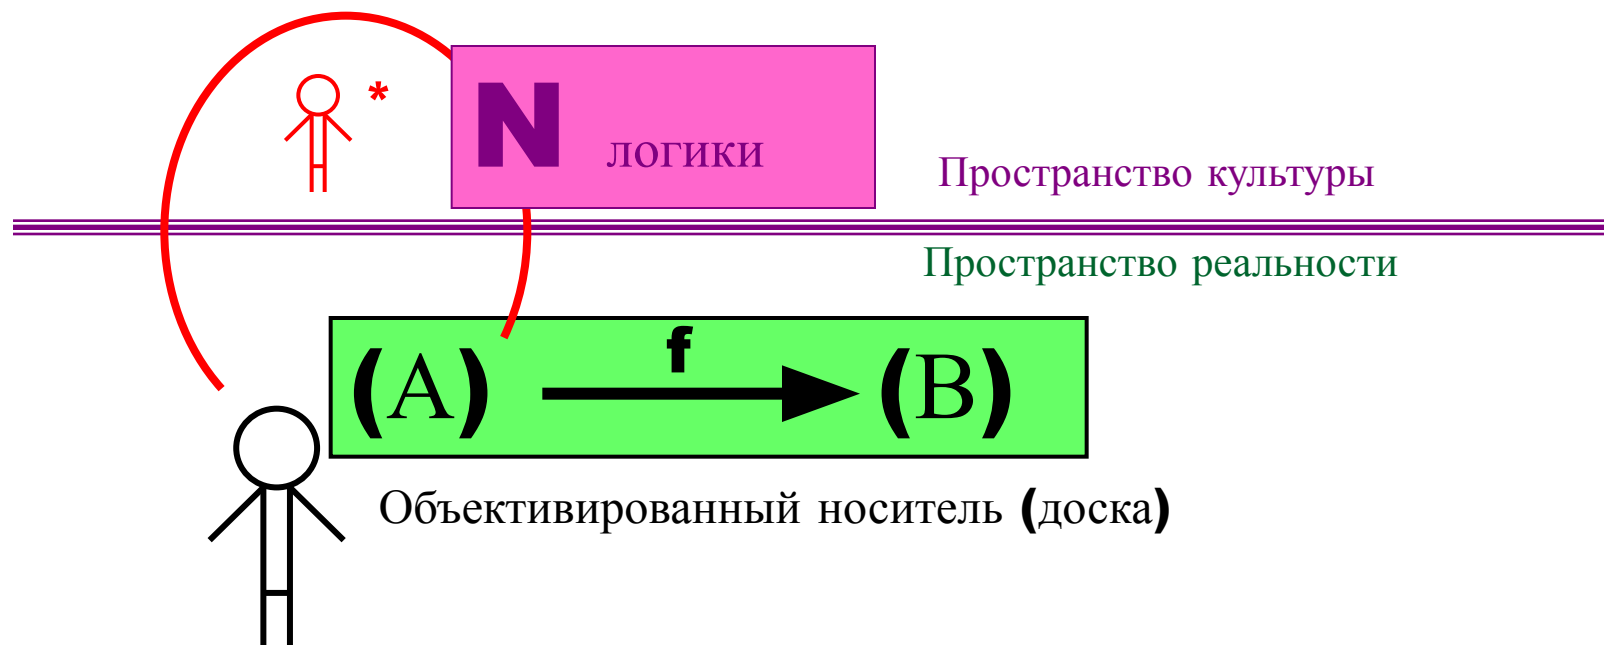 *
N логики
Пространство культуры
Пространство реальности
f
(А) (В)
Объективированный носитель (доска)